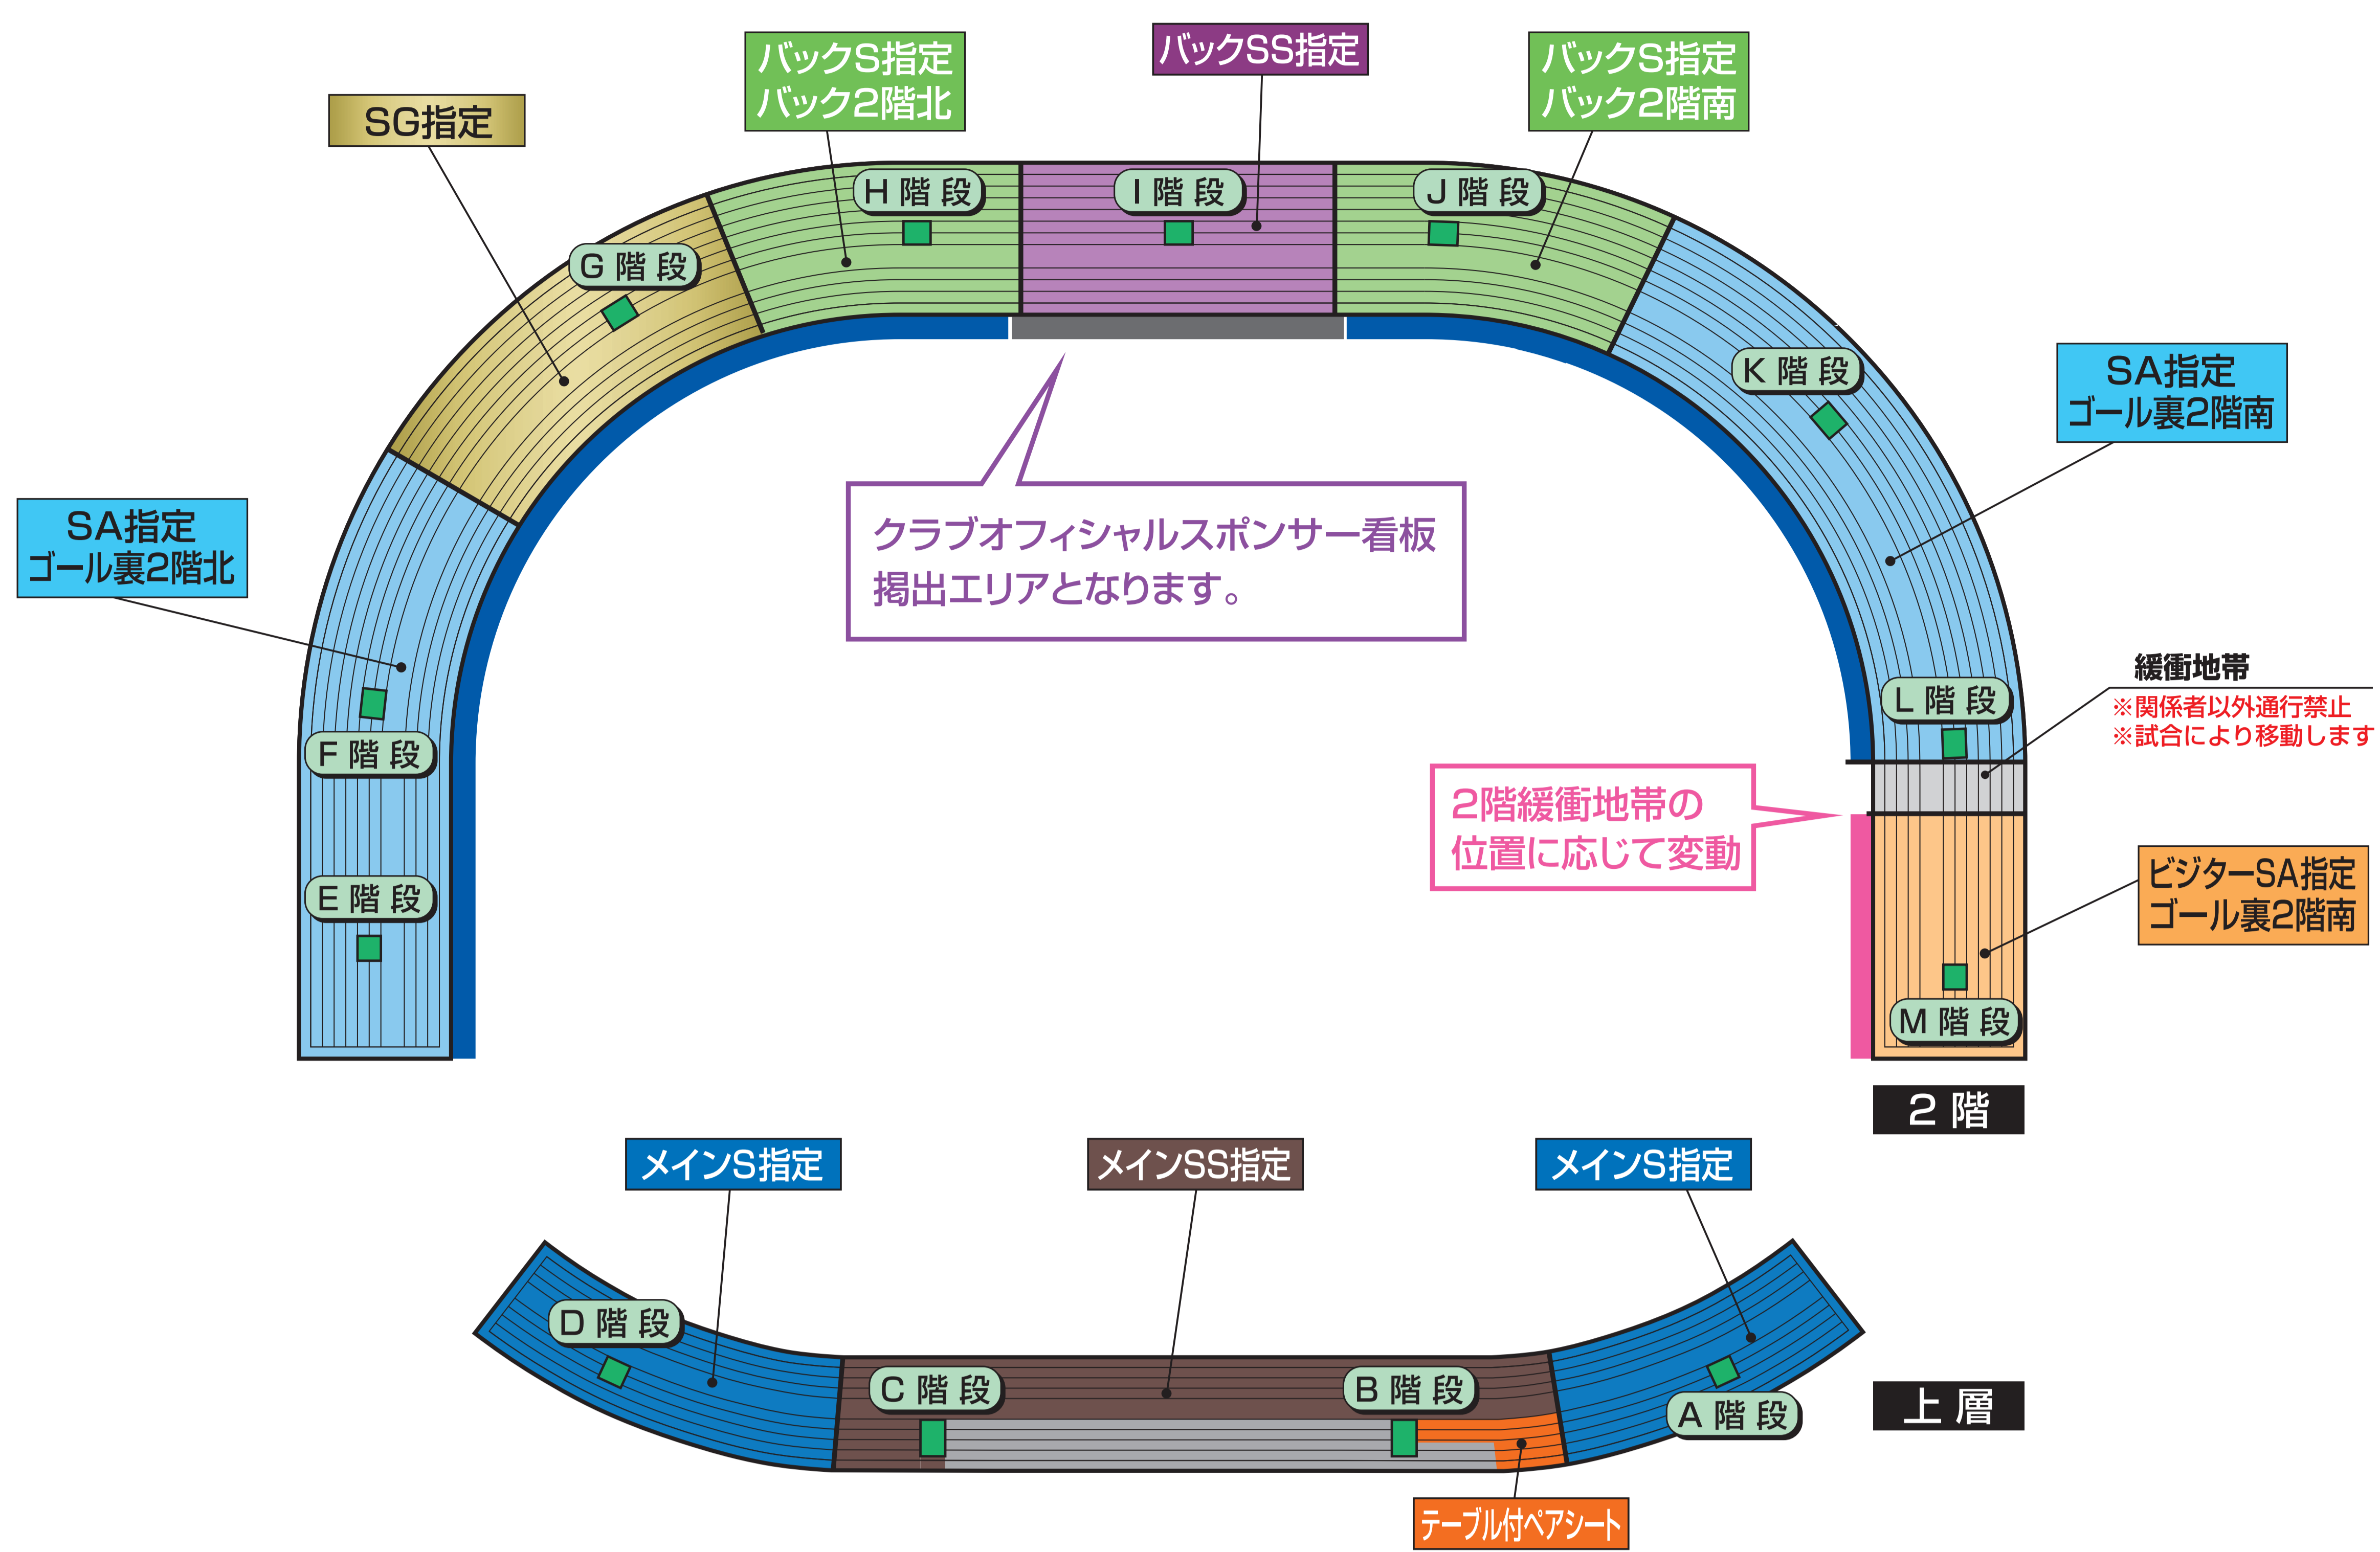 バックS指定
バック2階北
バックSS指定
バックS指定
バック2階南
SG指定
H 階 段
I 階 段
J 階 段
G 階 段
K 階 段
SA指定
ゴール裏2階南
SA指定
ゴール裏2階北
クラブオフィシャルスポンサー看板
掲出エリアとなります。
緩衝地帯
※関係者以外通行禁止
※試合により移動します
L 階 段
F 階 段
2階緩衝地帯の
位置に応じて変動
E 階 段
ビジターSA指定
ゴール裏2階南
M 階 段
2 階
メインS指定
メインSS指定
メインS指定
D 階 段
C 階 段
B 階 段
A 階 段
上 層
テーブル付ペアシート